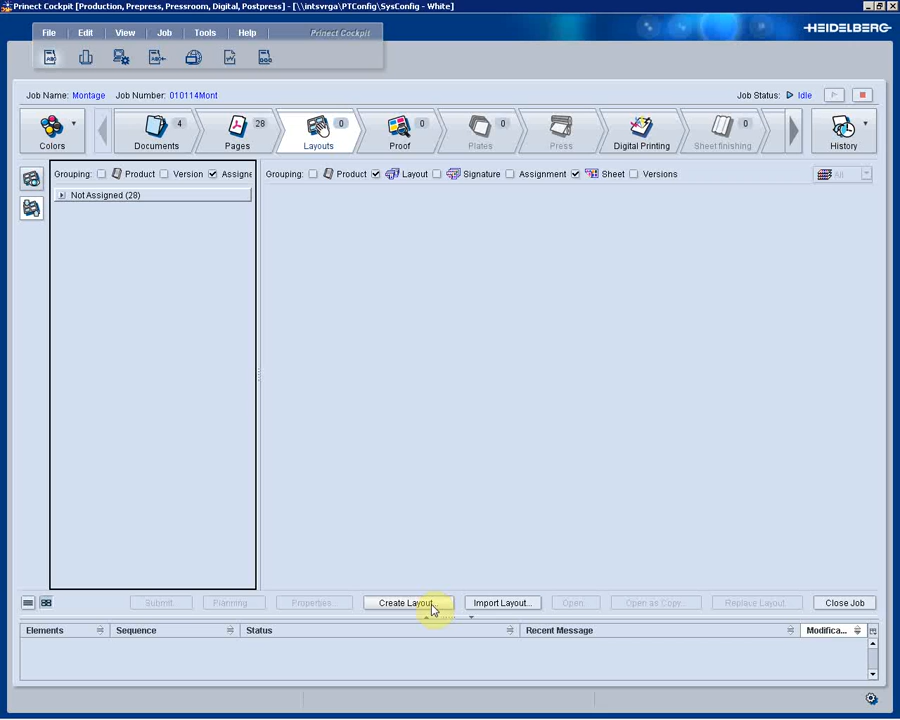 Prinect Cockpit [Production, Prepress, Pressroom, Digital, Postpress] - [\\intsvrga\PTConfig\SysConfig - White]
File Edit View Job Tools Help Prinect Cockpit
HEIDELBERG
Job Name: Montage Job Number: 010114Mont Job Status: Idle
Colors
Documents 4
Pages 28
Layouts 0
Proof 0
Plates 0
Press
Digital Printing
Sheet finishing 0
History
Grouping: Product Version Assigne
Grouping: Product Layout Signature Assignment Sheet Versions All
Not Assigned (28)
Submit Planning... Properties... Create Layout... Import Layout... Open... Open as Copy... Replace Layout... Close Job
Elements Sequence Status Recent Message Modifica...